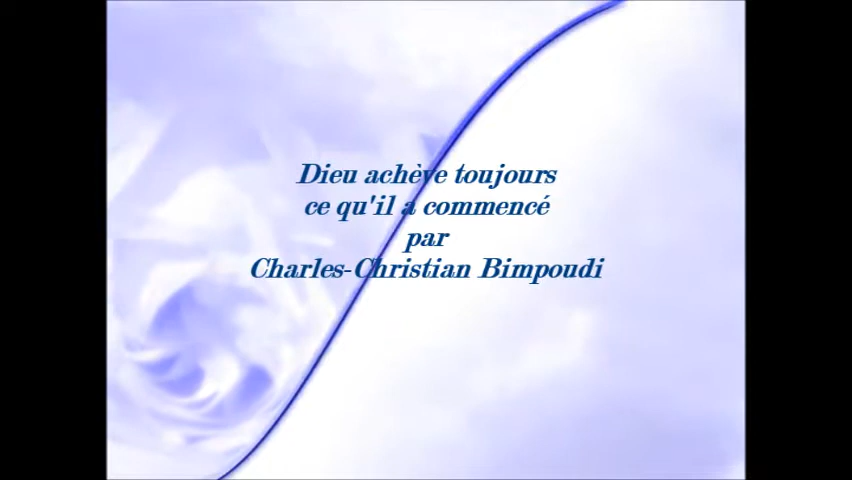 Dieu achève toujours
ce qu'il a commencé
par
Charles-Christian Bimpoudi